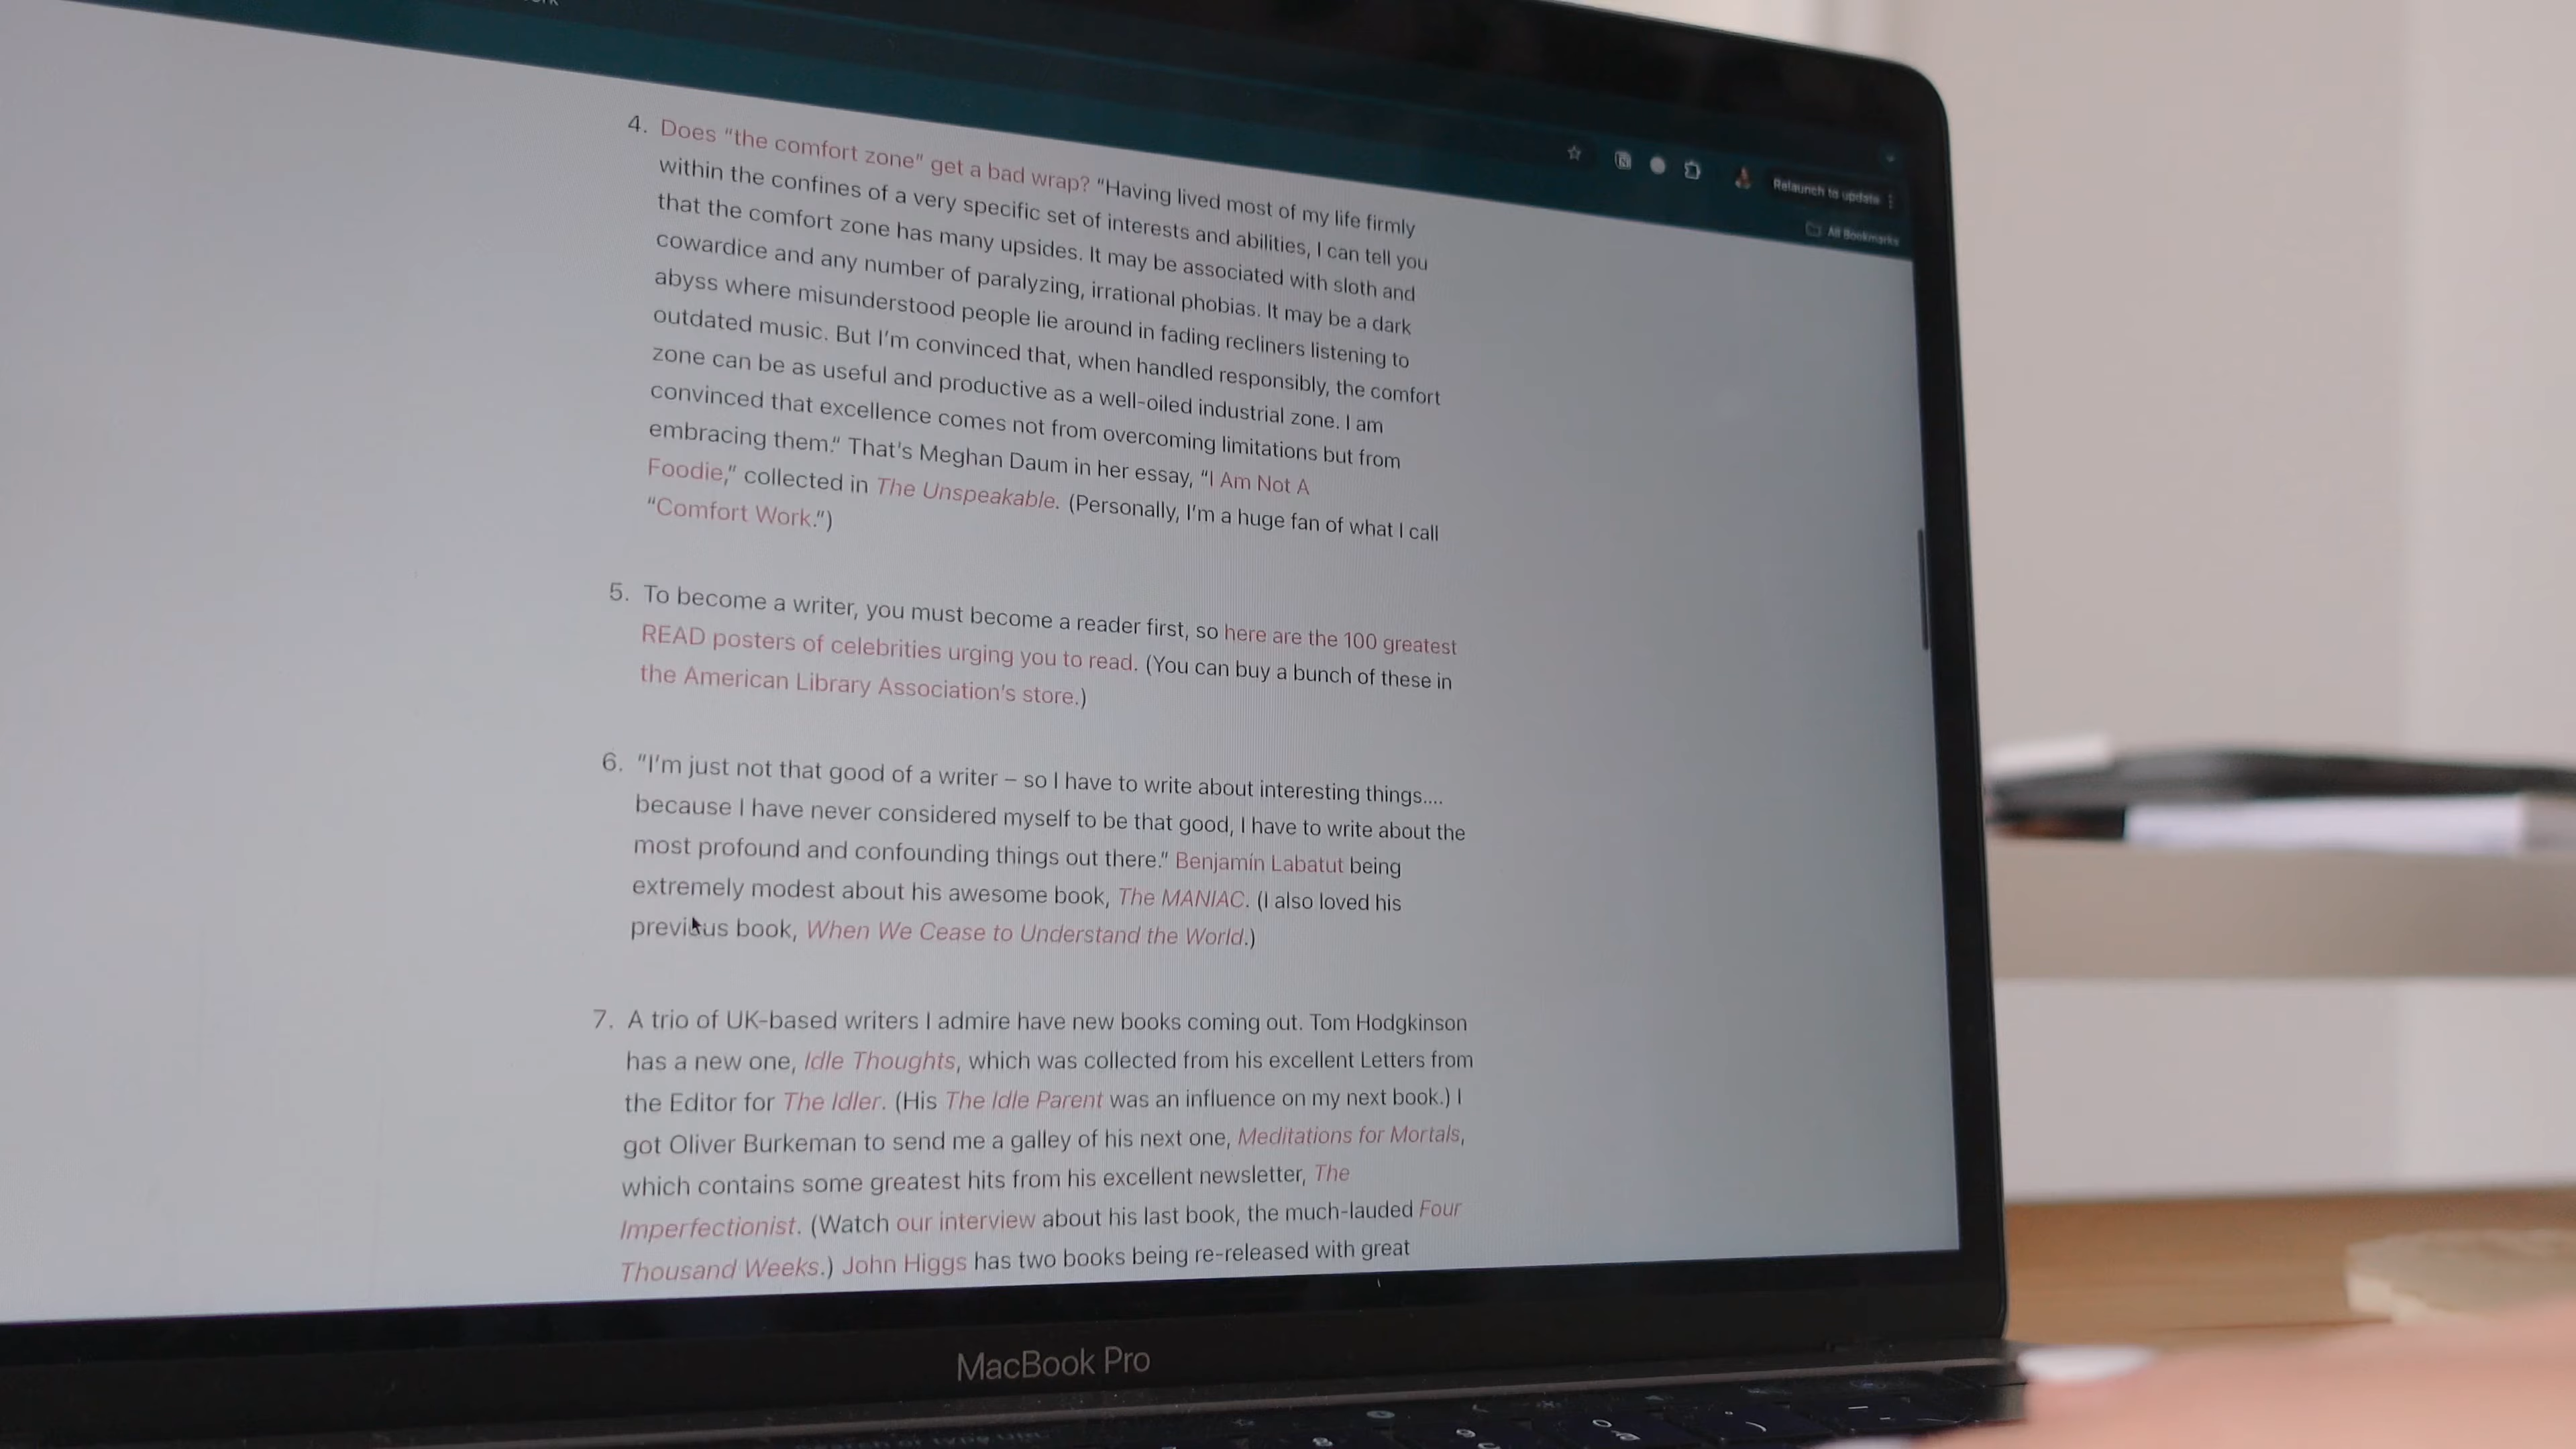 Relaunch to update
All Bookmarks
4. Does “the comfort zone” get a bad wrap? “Having lived most of my life firmly
within the confines of a very specific set of interests and abilities, I can tell you
that the comfort zone has many upsides. It may be associated with sloth and
cowardice and any number of paralyzing, irrational phobias. It may be a dark
abyss where misunderstood people lie around in fading recliners listening to
outdated music. But I’m convinced that, when handled responsibly, the comfort
zone can be as useful and productive as a well-oiled industrial zone. I am
convinced that excellence comes not from overcoming limitations but from
embracing them.“ That’s Meghan Daum in her essay, “I Am Not A
Foodie,” collected in The Unspeakable. (Personally, I’m a huge fan of what I call
“Comfort Work.”)
5. To become a writer, you must become a reader first, so here are the 100 greatest
READ posters of celebrities urging you to read. (You can buy a bunch of these in
the American Library Association’s store.)
6. “I’m just not that good of a writer – so I have to write about interesting things....
because I have never considered myself to be that good, I have to write about the
most profound and confounding things out there.” Benjamín Labatut being
extremely modest about his awesome book, The MANIAC. (I also loved his
previous book, When We Cease to Understand the World.)
7. A trio of UK-based writers I admire have new books coming out. Tom Hodgkinson
has a new one, Idle Thoughts, which was collected from his excellent Letters from
the Editor for The Idler. (His The Idle Parent was an influence on my next book.) I
got Oliver Burkeman to send me a galley of his next one, Meditations for Mortals,
which contains some greatest hits from his excellent newsletter, The
Imperfectionist. (Watch our interview about his last book, the much-lauded Four
Thousand Weeks.) John Higgs has two books being re-released with great
MacBook Pro